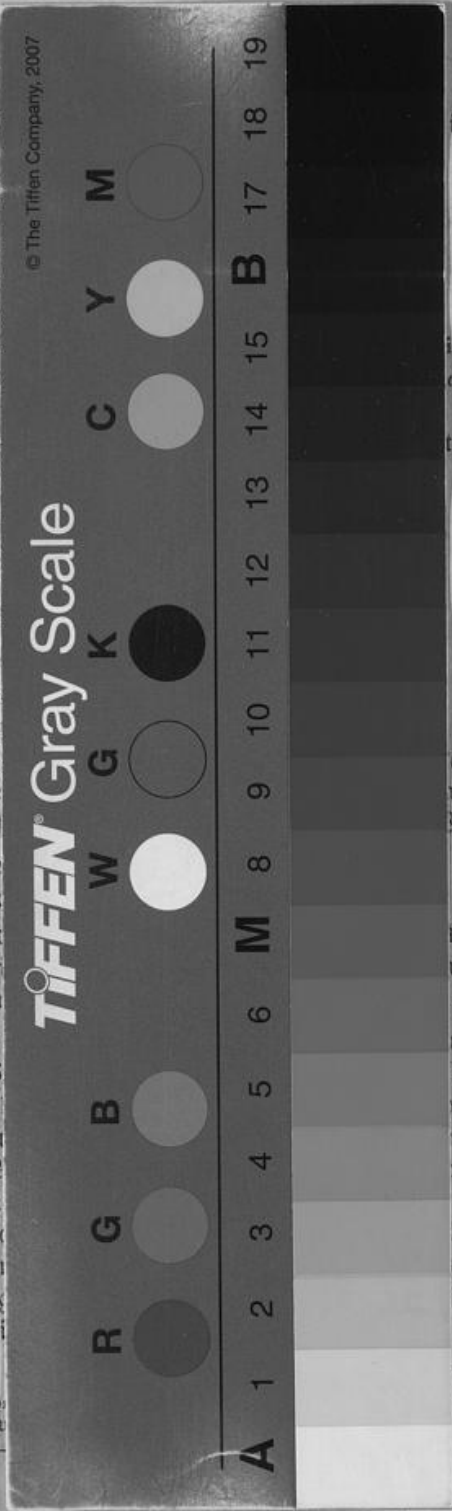 © The Tiffen Company, 2007
TIFFEN® Gray Scale
R G B W G K C Y M
A 1 2 3 4 5 6 M 8 9 10 11 12 13 14 15 B 17 18 19